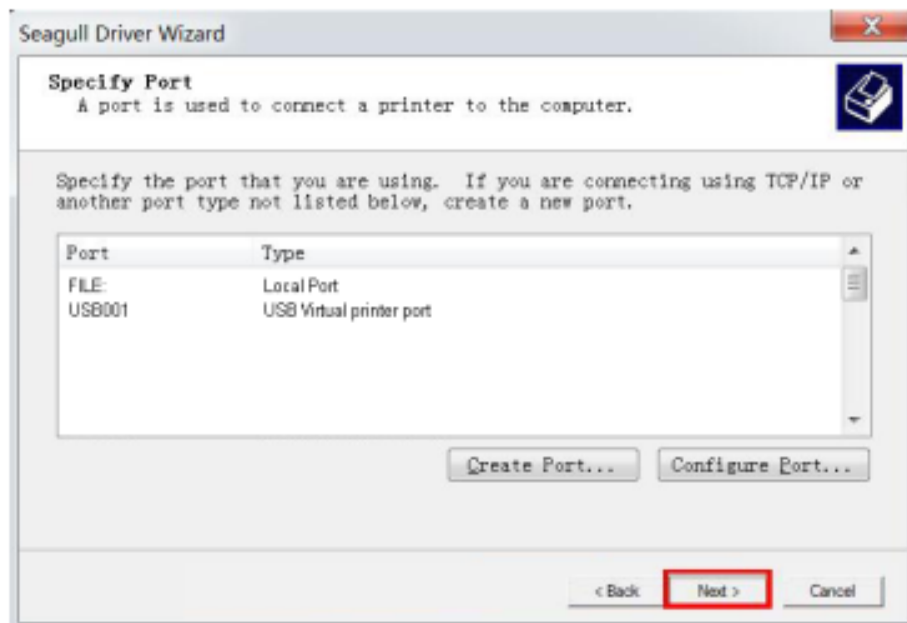 Seagull Driver Wizard
Specify Port
A port is used to connect a printer to the computer.
Specify the port that you are using. If you are connecting using TCP/IP or
another port type not listed below, create a new port.
Port Type
FILE: Local Port
USB001 USB Virtual printer port
Create Port... Configure Port...
< Back Next > Cancel